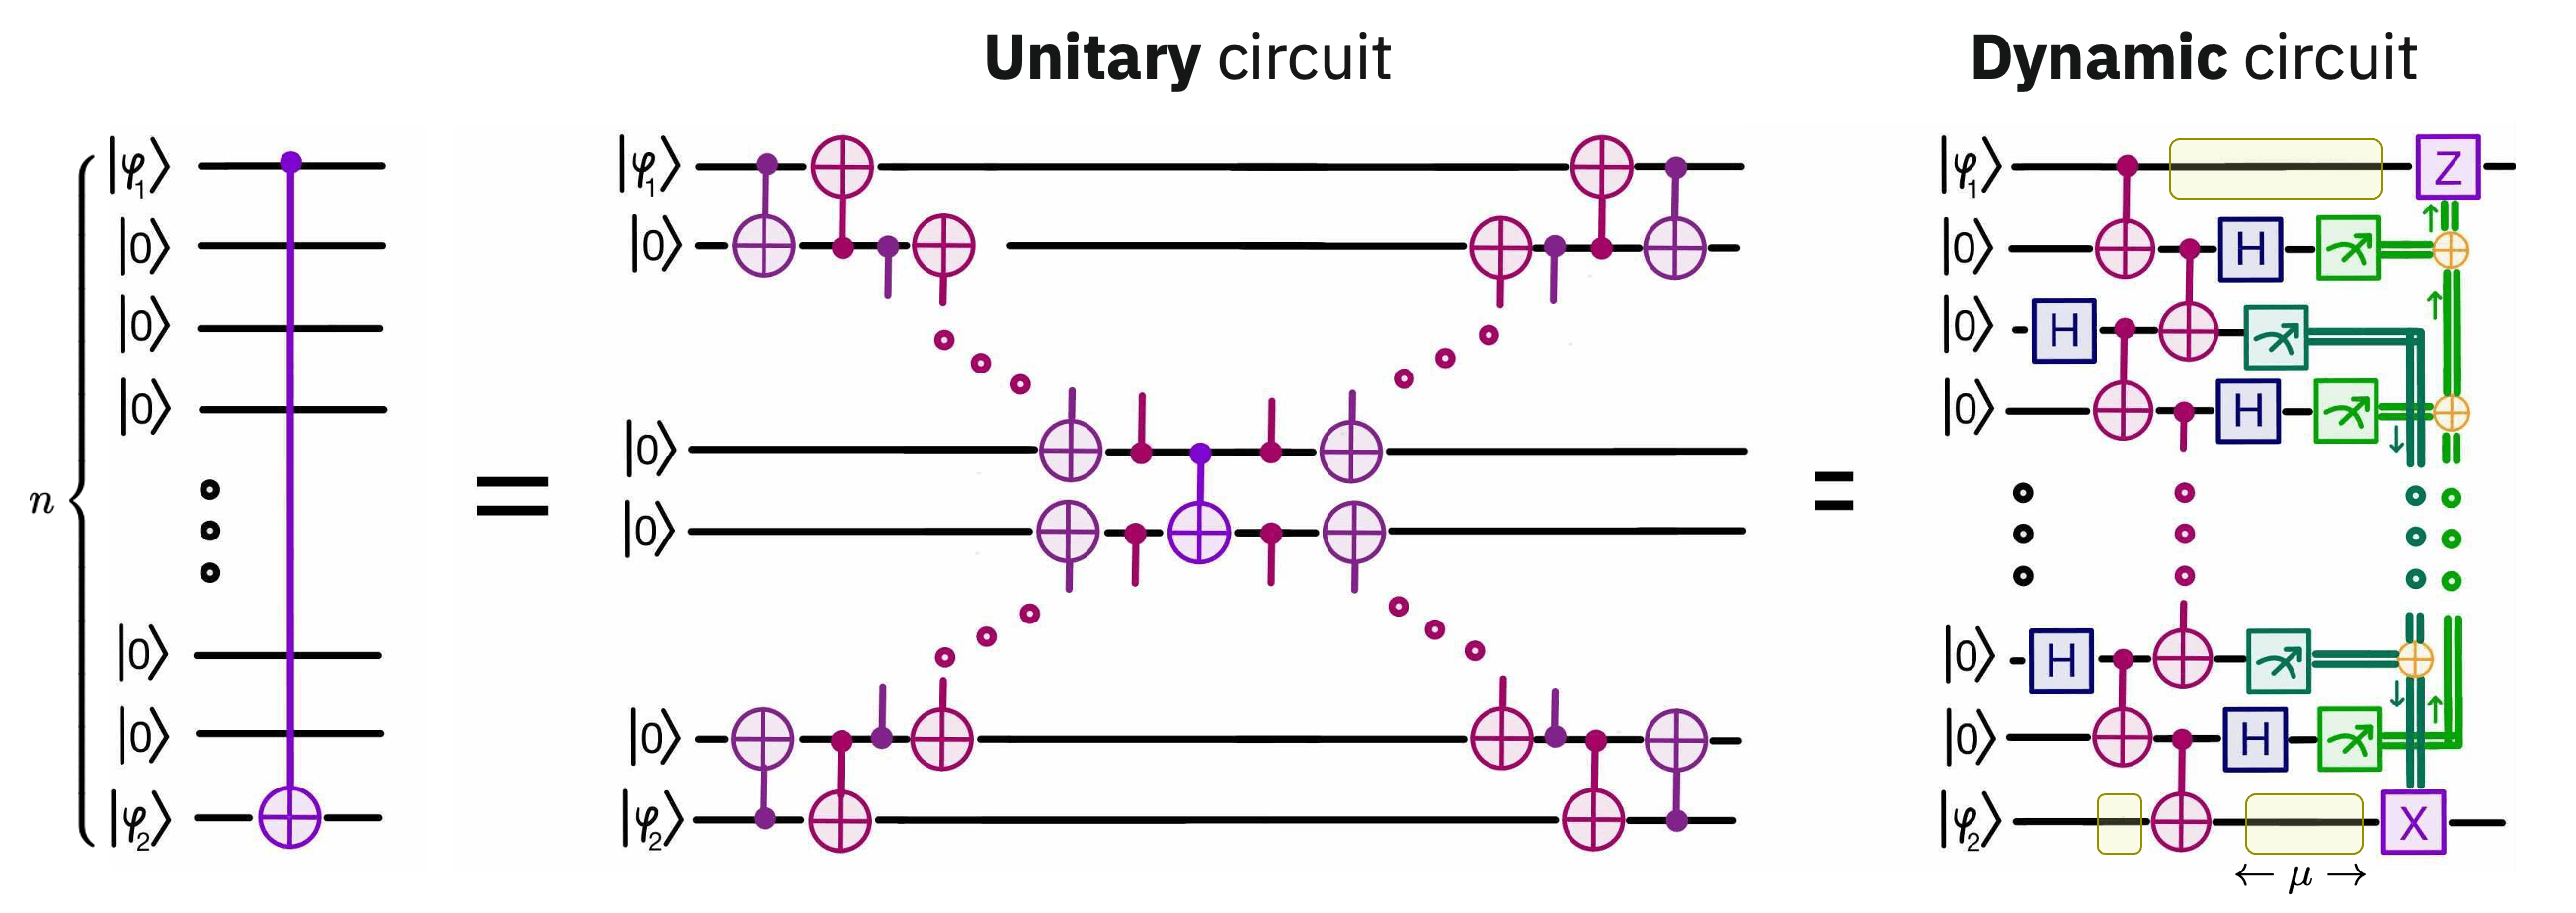 Unitary circuit
Dynamic circuit
n
|φ₁⟩
|0⟩
|0⟩
|0⟩
|0⟩
|0⟩
|φ₂⟩
=
|φ₁⟩
|0⟩
|0⟩
|0⟩
|0⟩
|φ₂⟩
=
|φ₁⟩ Z
|0⟩ H
|0⟩ H
|0⟩ H
|0⟩ H
|0⟩ H
|φ₂⟩ X
← μ →